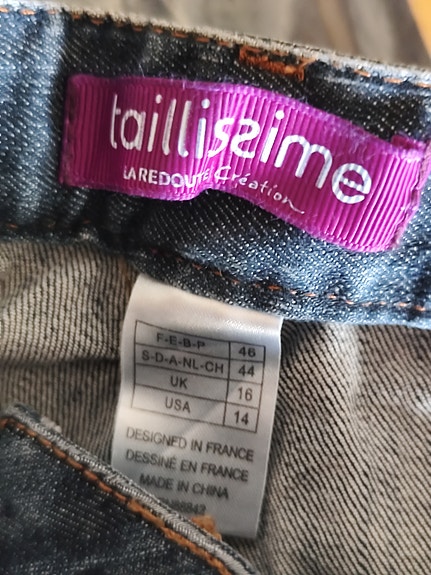 taillissime
LA REDOUTE Création
F-E-B-P 46
S-D-A-NL-CH 44
UK 16
USA 14
DESIGNED IN FRANCE
DESSINÉ EN FRANCE
MADE IN CHINA